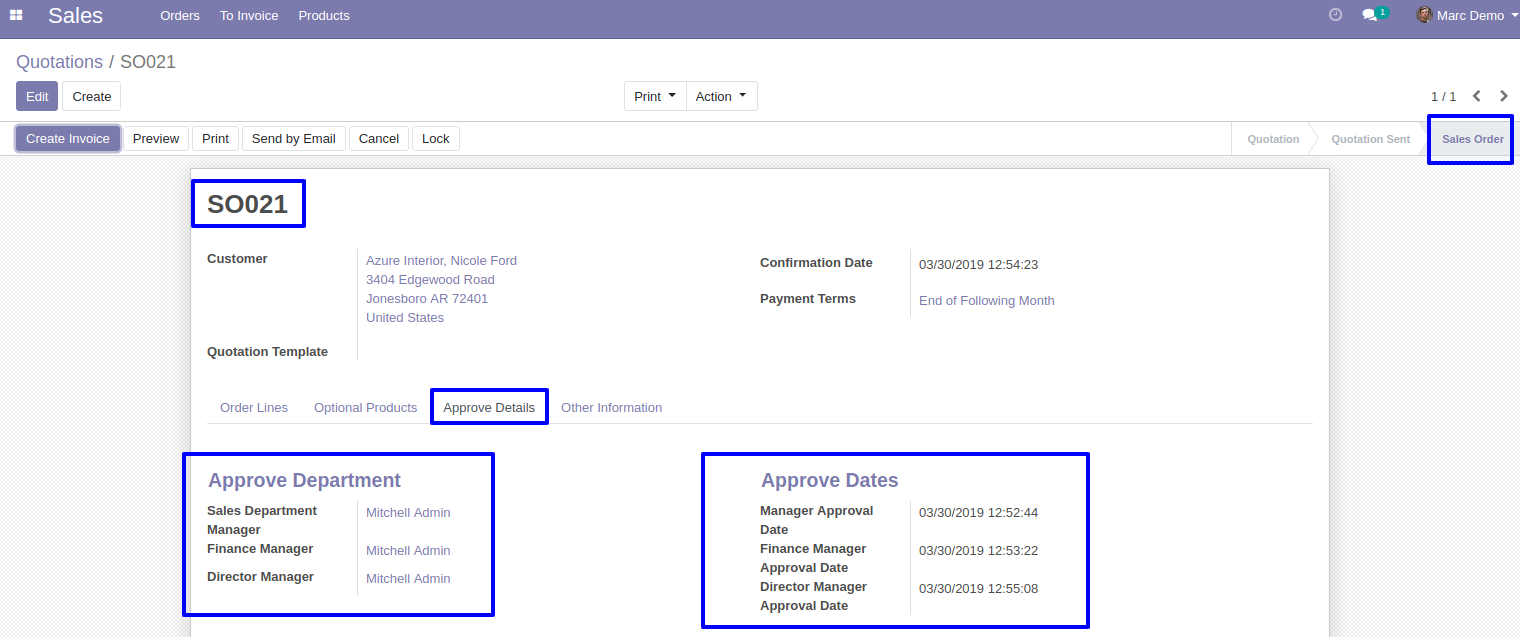 Sales Orders To Invoice Products 1 Marc Demo
Quotations / SO021
Edit Create Print Action 1 / 1
Create Invoice Preview Print Send by Email Cancel Lock Quotation Quotation Sent Sales Order
SO021
Customer
Azure Interior, Nicole Ford
3404 Edgewood Road
Jonesboro AR 72401
United States
Quotation Template
Confirmation Date 03/30/2019 12:54:23
Payment Terms End of Following Month
Order Lines Optional Products Approve Details Other Information
Approve Department
Sales Department
Manager
Mitchell Admin
Finance Manager Mitchell Admin
Director Manager Mitchell Admin
Approve Dates
Manager Approval
Date
03/30/2019 12:52:44
Finance Manager
Approval Date
03/30/2019 12:53:22
Director Manager
Approval Date
03/30/2019 12:55:08